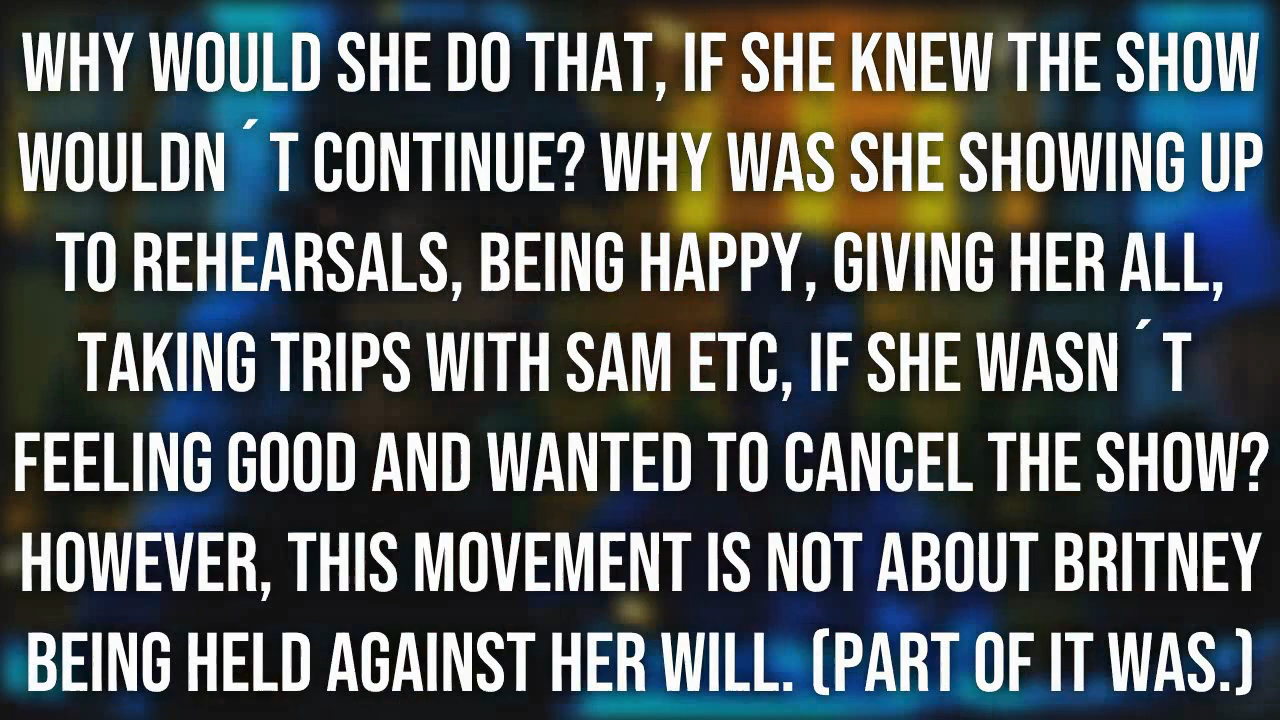 WHY WOULD SHE DO THAT, IF SHE KNEW THE SHOW
WOULDN ´T CONTINUE? WHY WAS SHE SHOWING UP
TO REHEARSALS, BEING HAPPY, GIVING HER ALL,
TAKING TRIPS WITH SAM ETC, IF SHE WASN ´T
FEELING GOOD AND WANTED TO CANCEL THE SHOW?
HOWEVER, THIS MOVEMENT IS NOT ABOUT BRITNEY
BEING HELD AGAINST HER WILL. (PART OF IT WAS.)